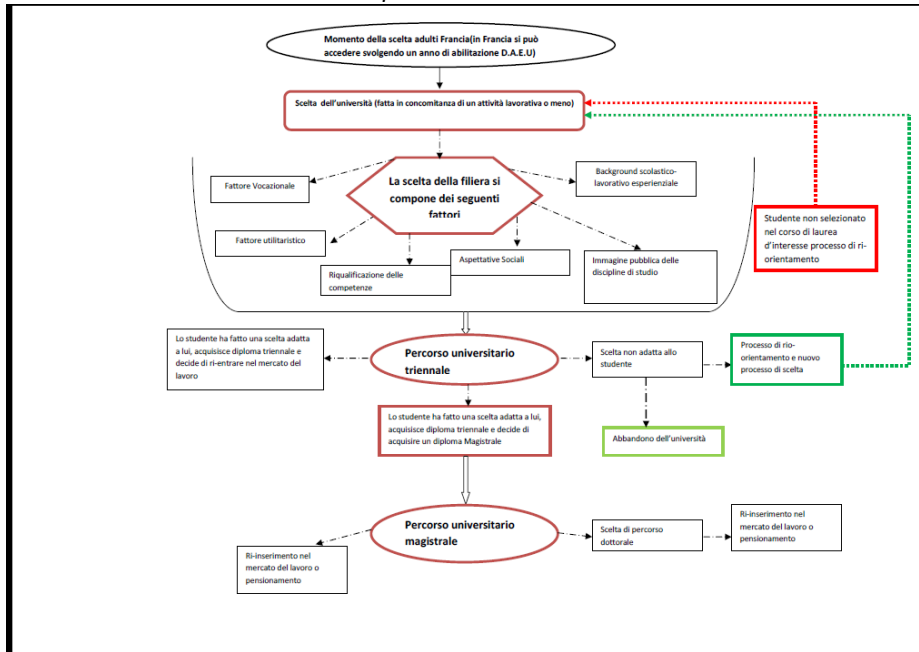 Momento della scelta adulti Francia(in Francia si può
accedere svolgendo un anno di abilitazione D.A.E.U)
Scelta dell'università (fatta in concomitanza di un attività lavorativa o meno)
Fattore Vocazionale
La scelta della filiera si
compone dei seguenti
fattori
Background scolastico-
lavorativo esperienziale
Studente non selezionato
nel corso di laurea
d'interesse processo di ri-
orientamento
Fattore utilitaristico
Riqualificazione delle
competenze
Aspettative Sociali
Immagine pubblica delle
discipline di studio
Lo studente ha fatto una scelta adatta
a lui, acquisisce diploma triennale e
decide di ri-entrare nel mercato del
lavoro
Percorso universitario
triennale
Scelta non adatta allo
studente
Processo di rio-
orientamento e nuovo
processo di scelta
Lo studente ha fatto una scelta adatta a lui,
acquisisce diploma triennale e decide di
acquisire un diploma Magistrale
Abbandono dell'università
Percorso universitario
magistrale
Scelta di percorso
dottorale
Ri-inserimento nel
mercato del lavoro o
pensionamento
Ri-inserimento nel
mercato del lavoro o
pensionamento